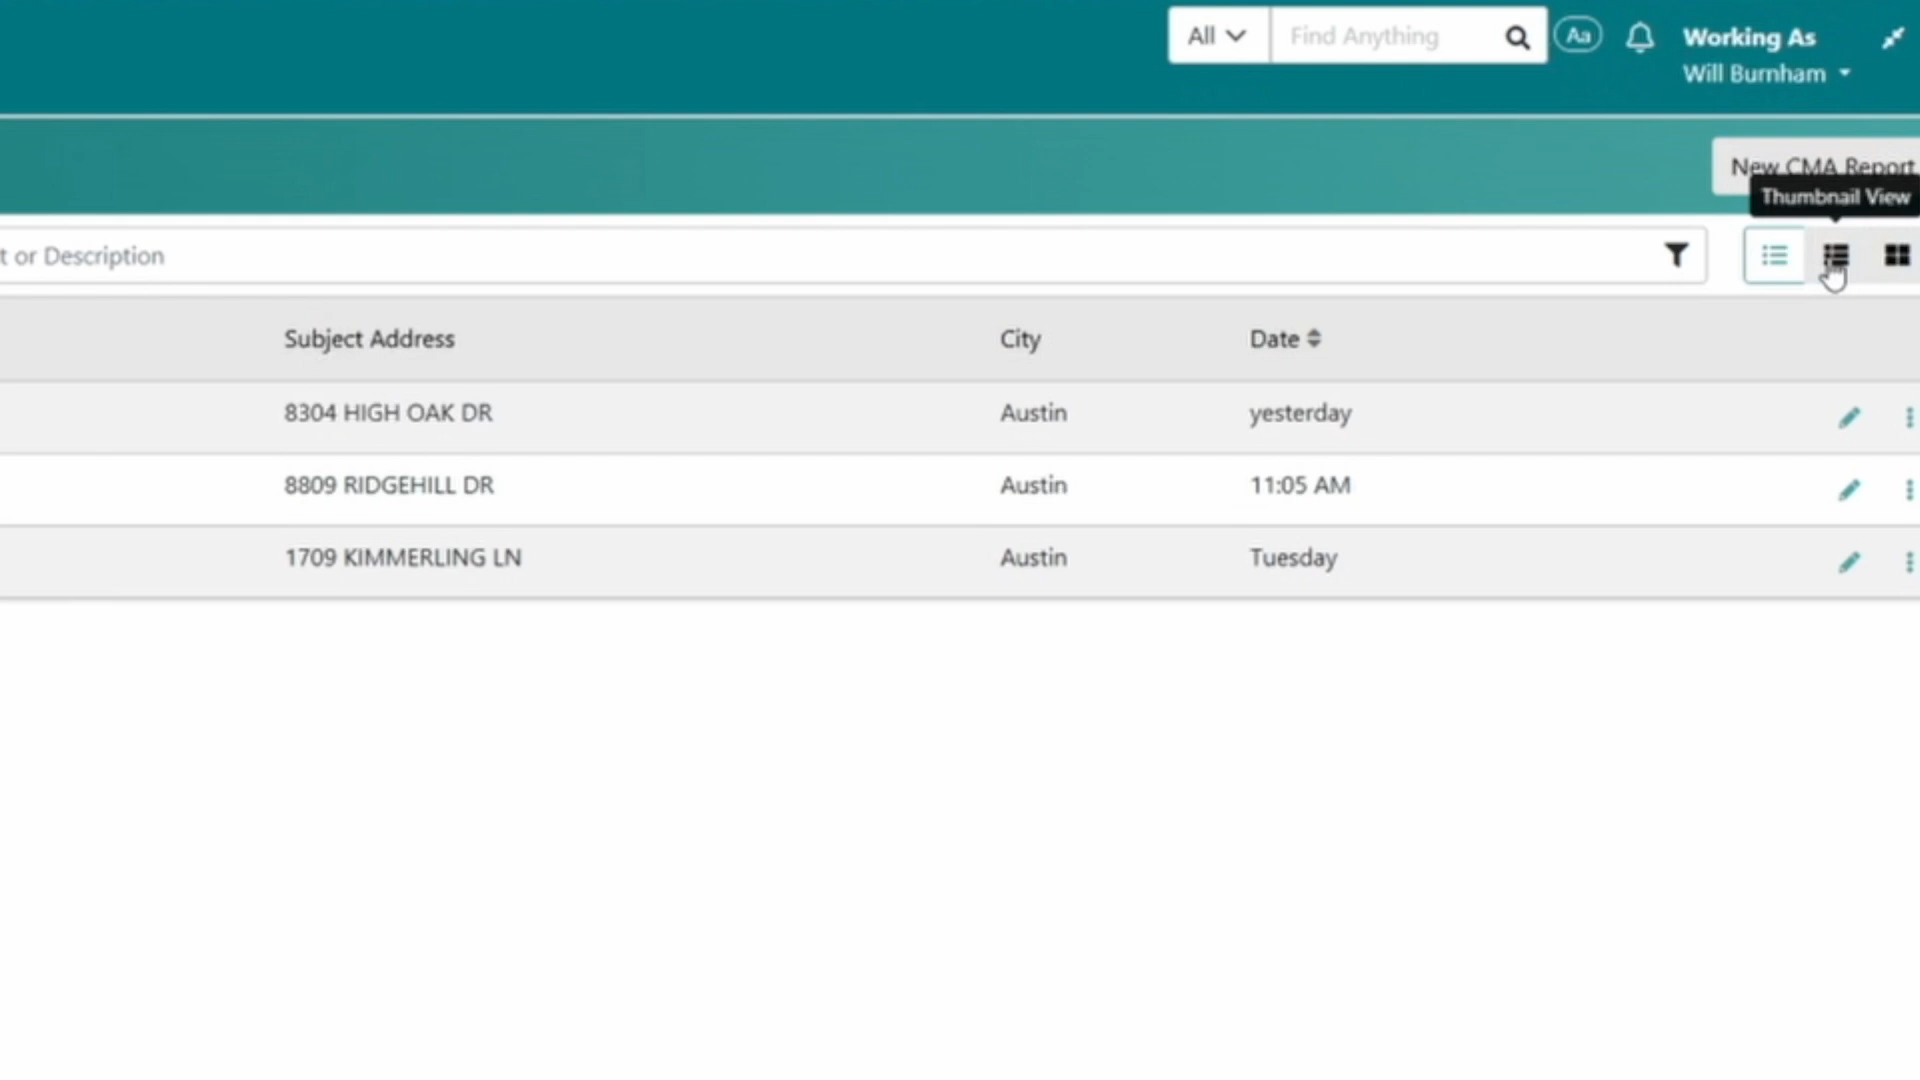 All
Find Anything
Aa
Working As
Will Burnham
New CMA Report
Thumbnail View
t or Description
Subject Address City Date
8304 HIGH OAK DR Austin yesterday
8809 RIDGEHILL DR Austin 11:05 AM
1709 KIMMERLING LN Austin Tuesday